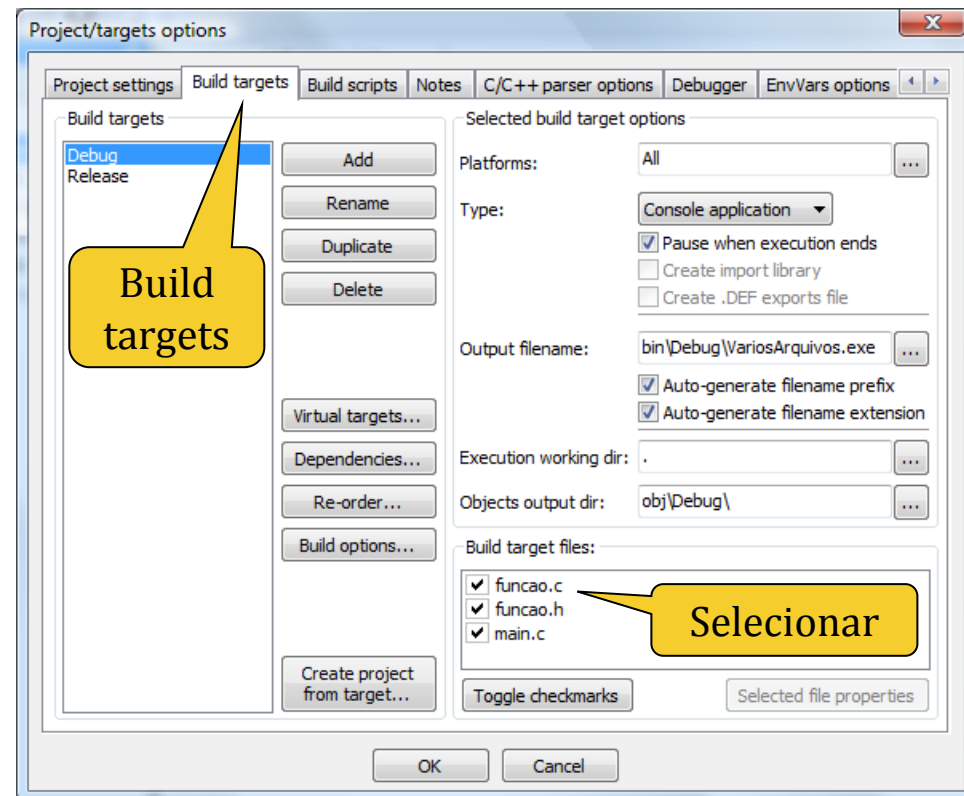 Project/targets options
X
Project settings Build targets Build scripts Notes C/C++ parser options Debugger EnvVars options
Build targets
Debug
Release
Add
Rename
Duplicate
Delete
Build
targets
Virtual targets...
Dependencies...
Re-order...
Build options...
Create project
from target...
Selected build target options
Platforms: All ...
Type: Console application
Pause when execution ends
Create import library
Create .DEF exports file
Output filename: bin\Debug\VariosArquivos.exe ...
Auto-generate filename prefix
Auto-generate filename extension
Execution working dir: . ...
Objects output dir: obj\Debug\ ...
Build target files:
funcao.c
funcao.h
main.c
Selecionar
Toggle checkmarks Selected file properties
OK Cancel